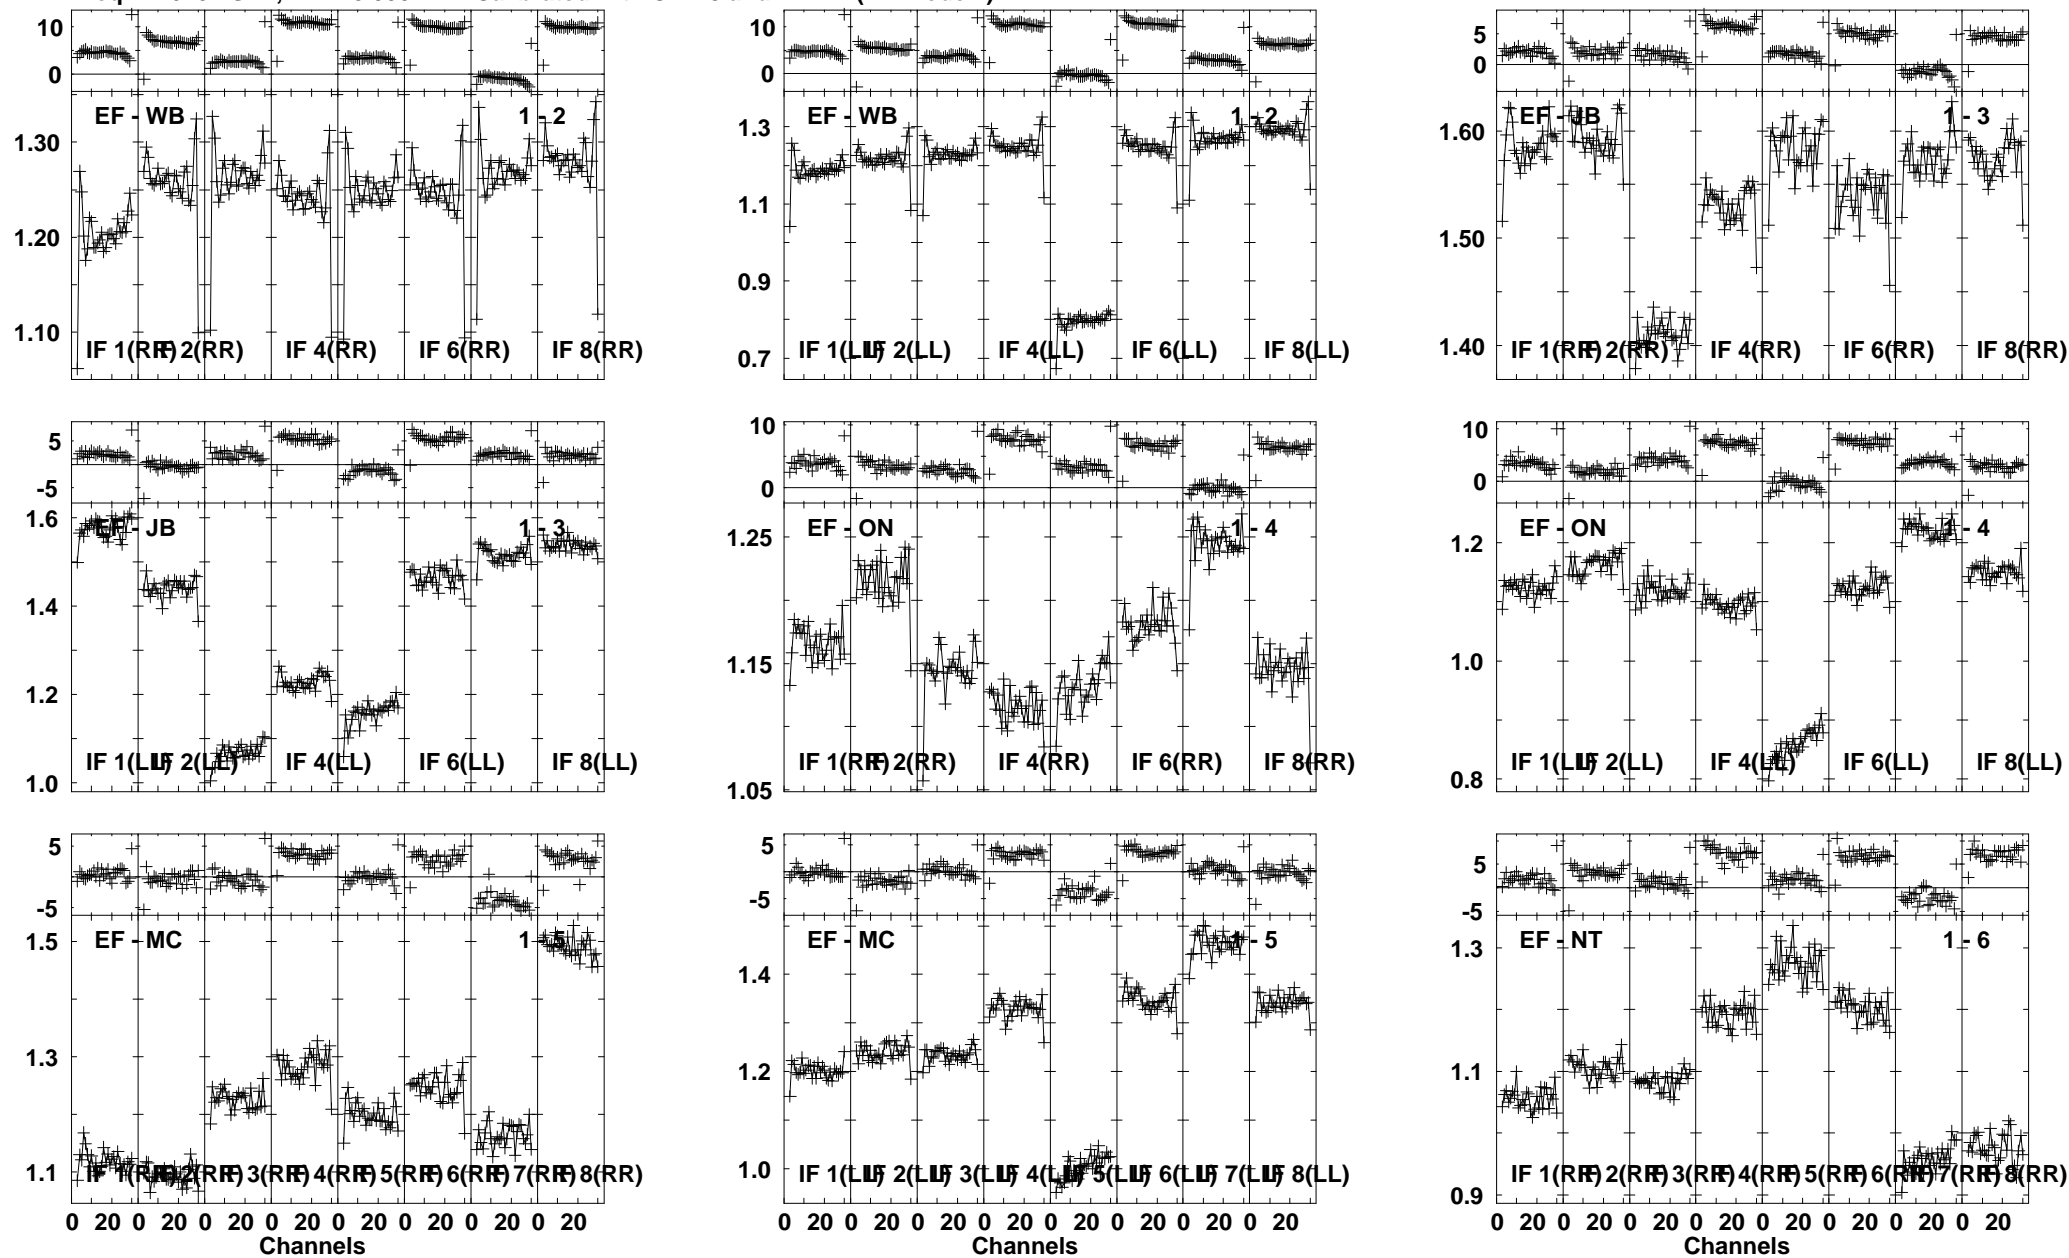 10
0
EF - WB
1 - 2
1.30
1.20
1.10
IF 1(RR)
IF 2(RR)
IF 4(RR)
IF 6(RR)
IF 8(RR)
10
0
EF - WB
1 - 2
1.3
1.1
0.9
0.7
IF 1(LL)
IF 2(LL)
IF 4(LL)
IF 6(LL)
IF 8(LL)
5
0
EF - JB
1 - 3
1.60
1.50
1.40
IF 1(RR)
IF 2(RR)
IF 4(RR)
IF 6(RR)
IF 8(RR)
5
-5
EF - JB
1 - 3
1.6
1.4
1.2
1.0
IF 1(LL)
IF 2(LL)
IF 4(LL)
IF 6(LL)
IF 8(LL)
10
0
EF - ON
1 - 4
1.25
1.15
1.05
IF 1(RR)
IF 2(RR)
IF 4(RR)
IF 6(RR)
IF 8(RR)
10
0
EF - ON
1 - 4
1.2
1.0
0.8
IF 1(LL)
IF 2(LL)
IF 4(LL)
IF 6(LL)
IF 8(LL)
5
-5
EF - MC
1 - 5
1.5
1.3
1.1
IF 1(RR)
IF 2(RR)
IF 3(RR)
IF 4(RR)
IF 5(RR)
IF 6(RR)
IF 7(RR)
IF 8(RR)
0 20 0 20 0 20 0 20 0 20 0 20 0 20 0 20
Channels
5
-5
EF - MC
1 - 5
1.4
1.2
1.0
IF 1(LL)
IF 2(LL)
IF 3(LL)
IF 4(LL)
IF 5(LL)
IF 6(LL)
IF 7(LL)
IF 8(LL)
0 20 0 20 0 20 0 20 0 20 0 20 0 20 0 20
Channels
5
-5
EF - NT
1 - 6
1.3
1.1
0.9
IF 1(RR)
IF 2(RR)
IF 3(RR)
IF 4(RR)
IF 5(RR)
IF 6(RR)
IF 7(RR)
IF 8(RR)
0 20 0 20 0 20 0 20 0 20 0 20 0 20 0 20
Channels